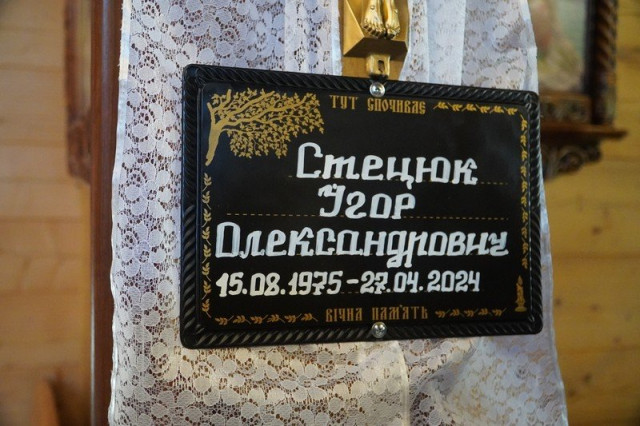 ТУТ СПОЧИВАЄ
Стецюк
Ігор
Олександрович
15.08.1975-27.04.2024
ВІЧНА ПАМ'ЯТЬ